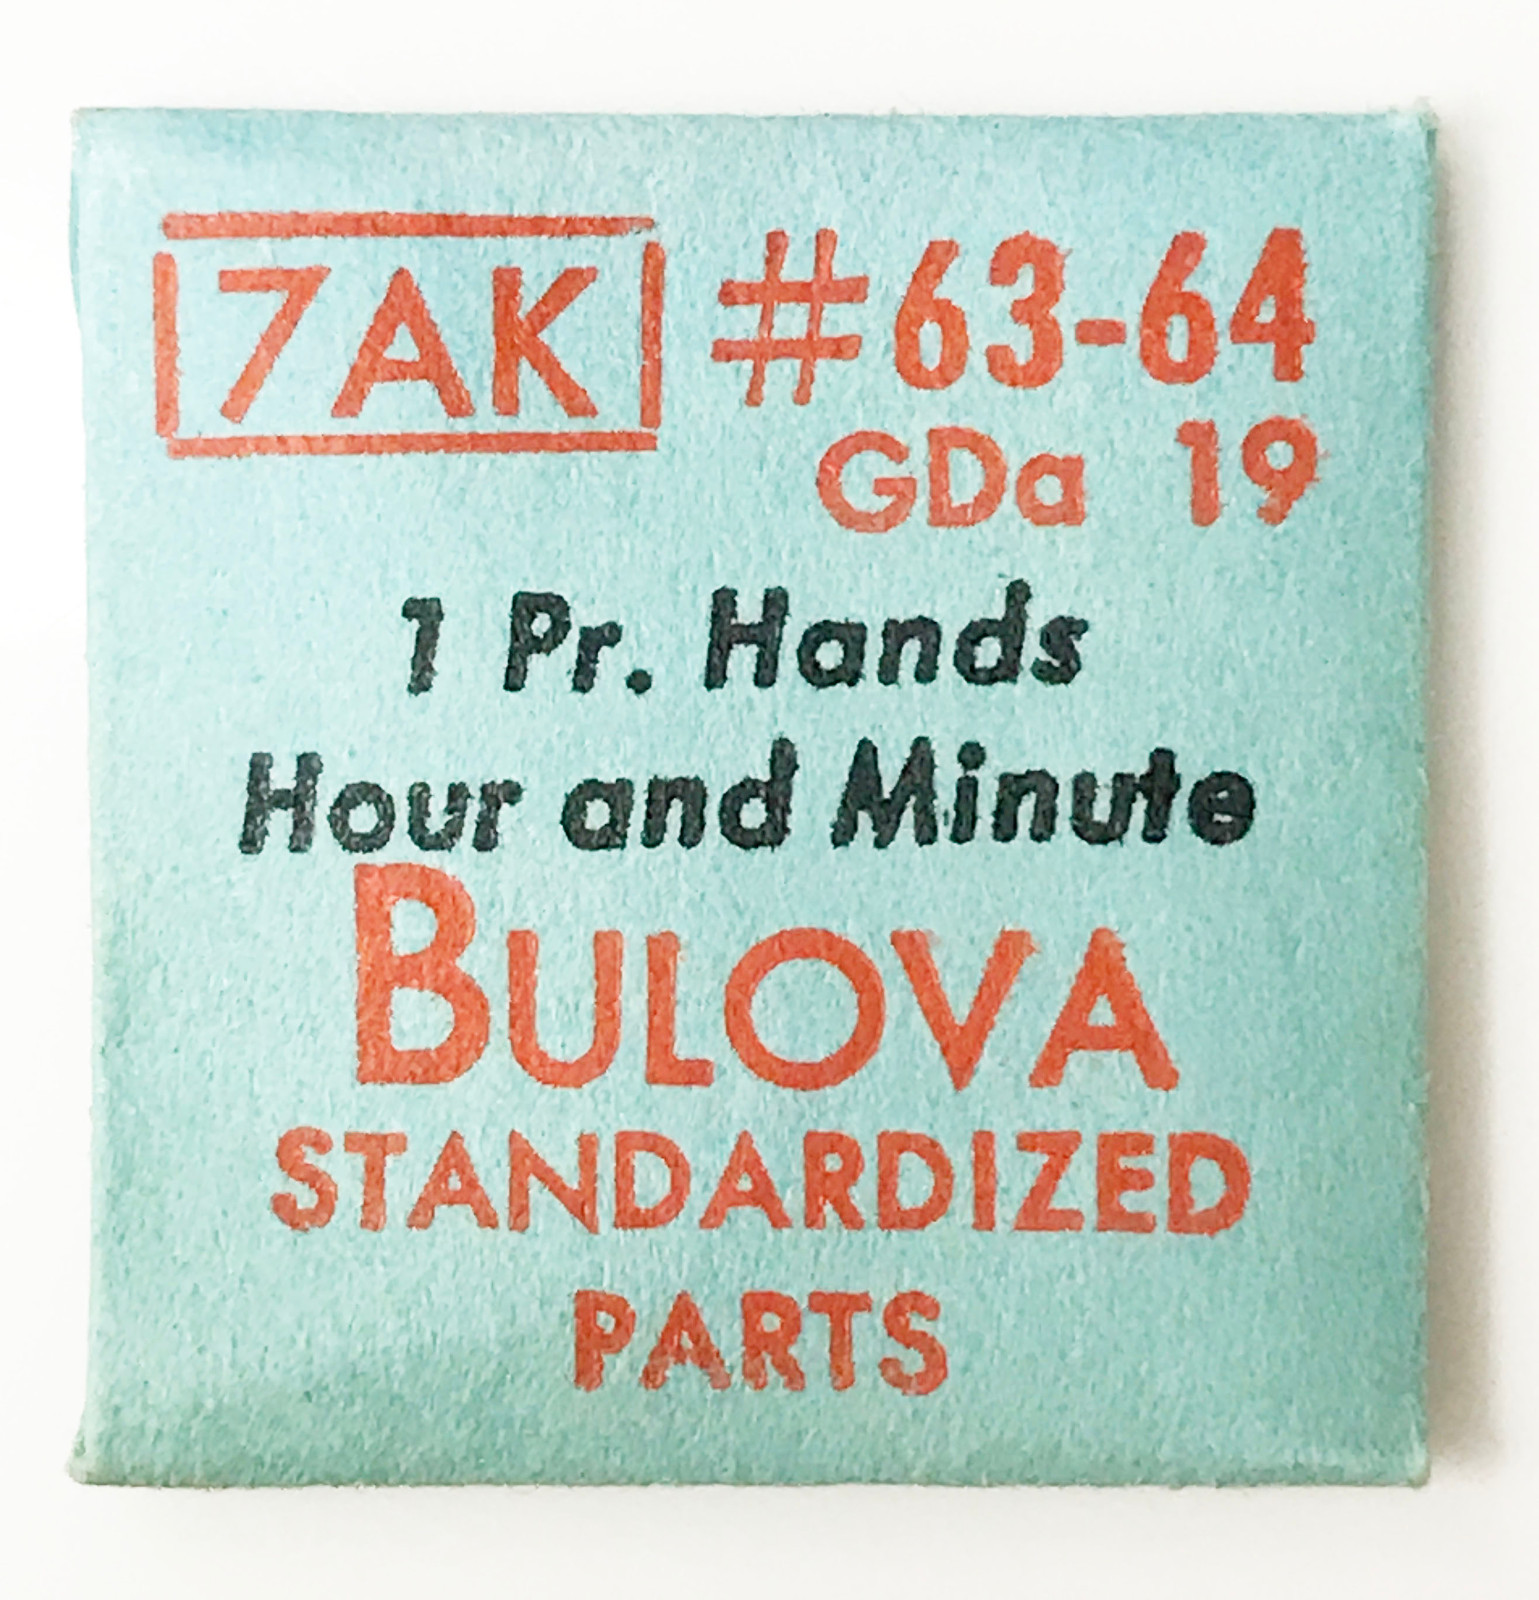 7AK #63-64
GDa 19
1 Pr. Hands
Hour and Minute
BULOVA
STANDARDIZED
PARTS